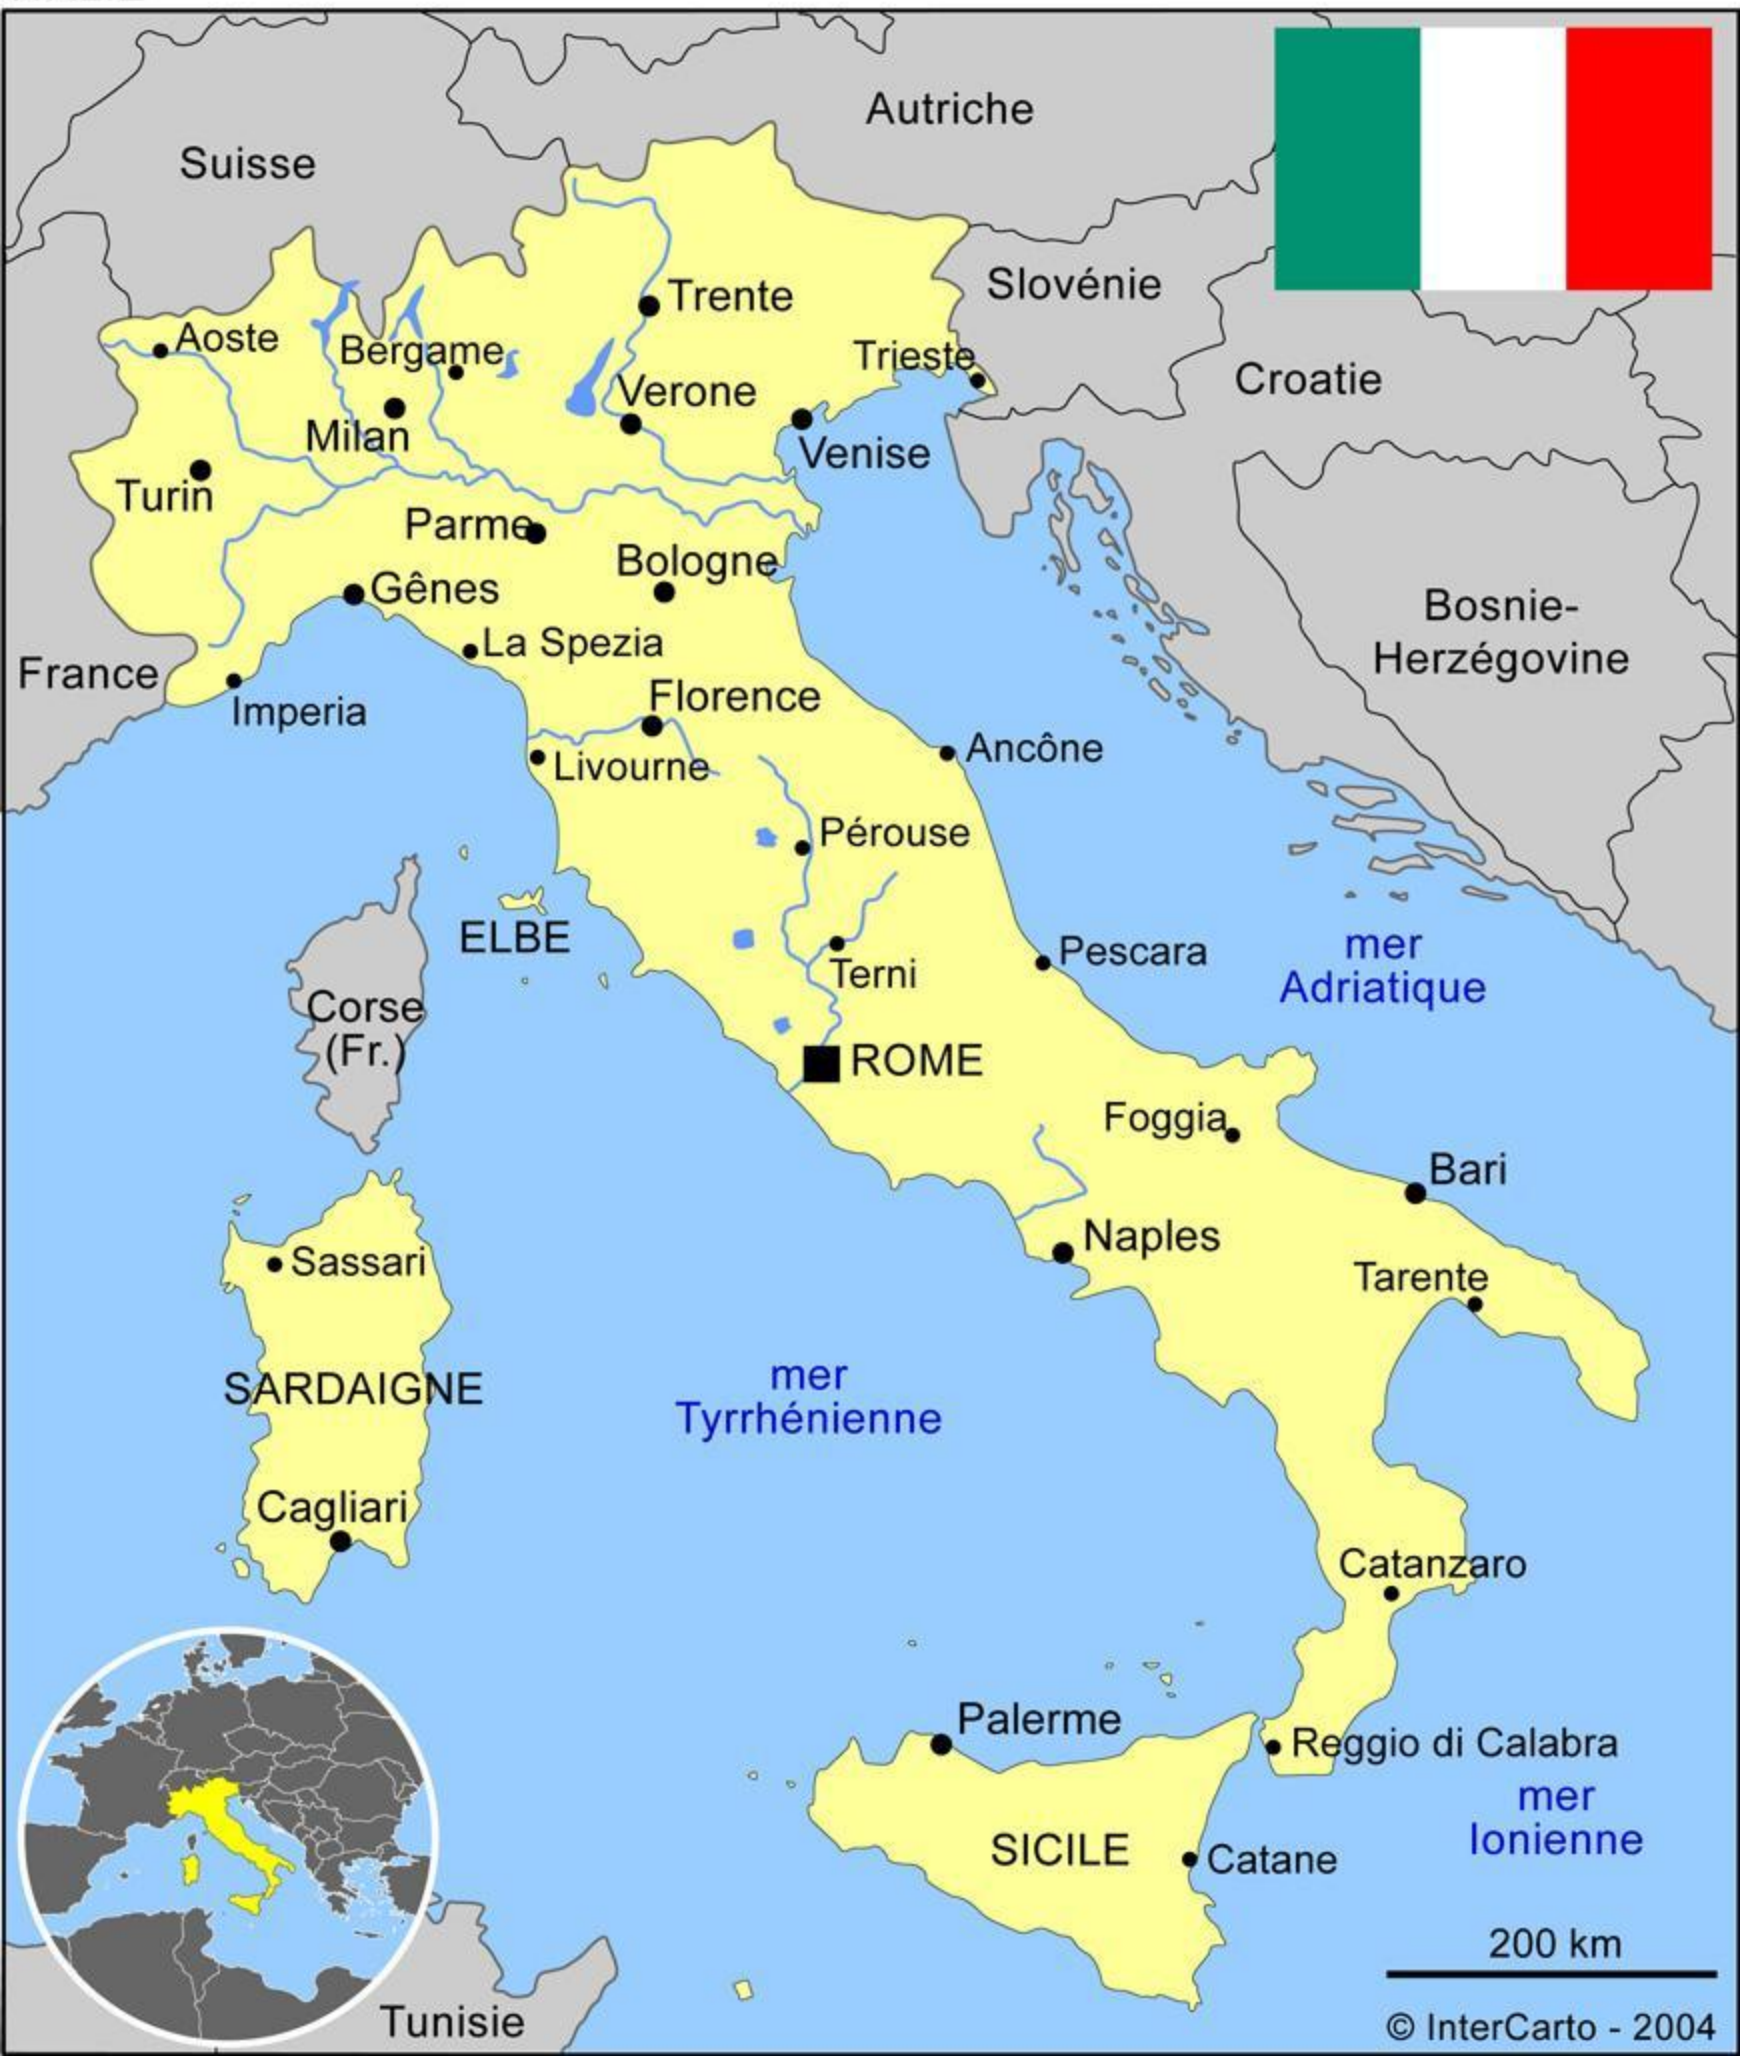 Autriche
Suisse
Slovénie
Trente
Aoste
Bergame
Trieste
Croatie
Verone
Milan
Venise
Turin
Parme
Bologne
Gênes
Bosnie-
Herzégovine
La Spezia
France
Florence
Imperia
Ancône
Livourne
Pérouse
ELBE
mer
Adriatique
Pescara
Terni
Corse
(Fr.)
ROME
Foggia
Bari
Naples
Sassari
Tarente
SARDAIGNE
mer
Tyrrhénienne
Cagliari
Catanzaro
Palerme
Reggio di Calabra
mer
Ionienne
SICILE
Catane
200 km
Tunisie
© InterCarto - 2004